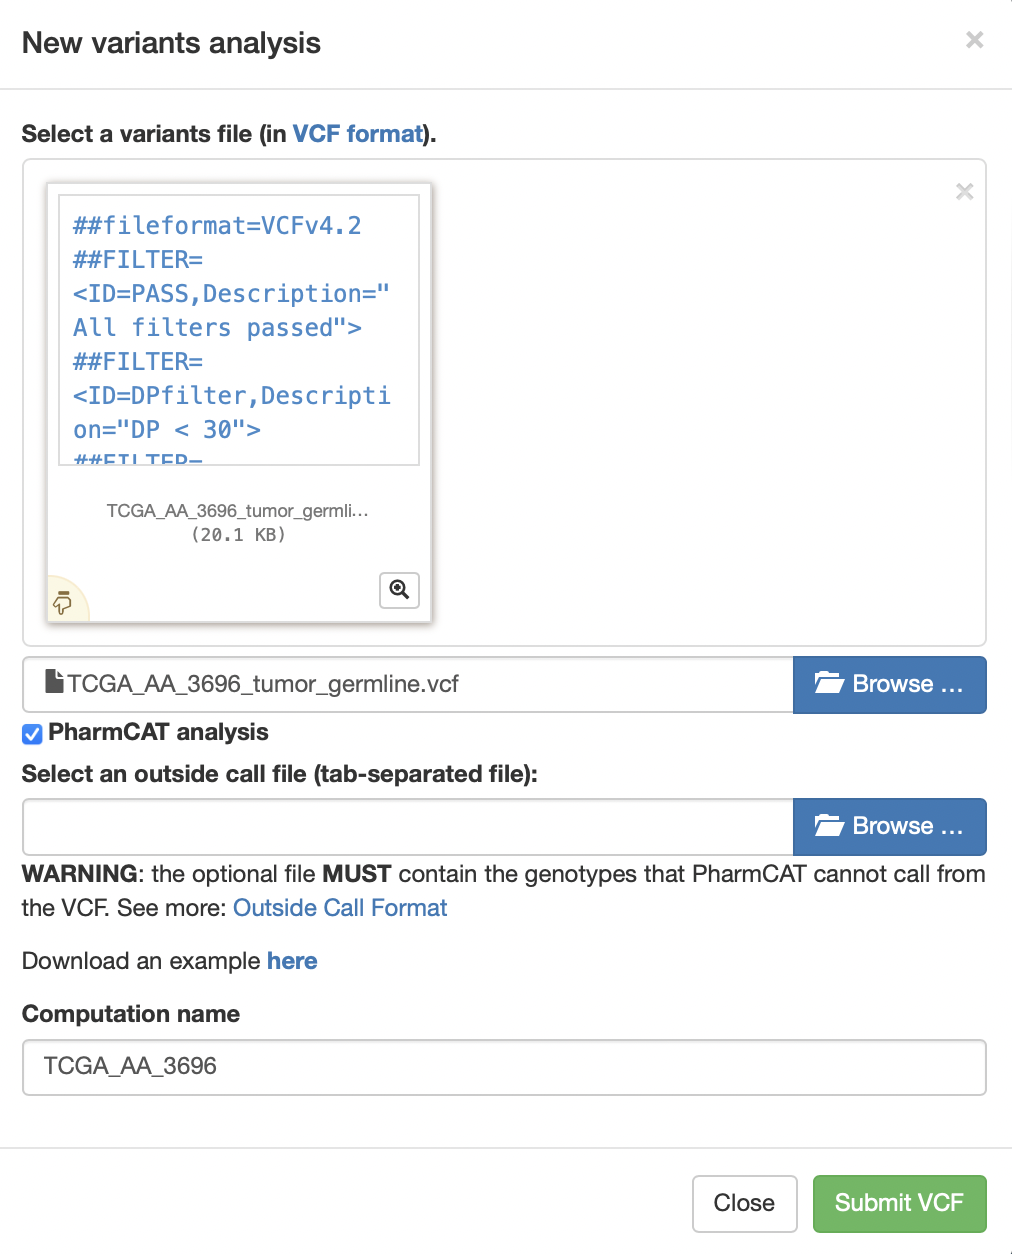 New variants analysis
×
Select a variants file (in VCF format).
×
##fileformat=VCFv4.2
##FILTER=
<ID=PASS,Description="
All filters passed">
##FILTER=
<ID=DPfilter,Descripti
on="DP < 30">
##FILTER=
TCGA_AA_3696_tumor_germli...
(20.1 KB)
TCGA_AA_3696_tumor_germline.vcf
Browse ...
PharmCAT analysis
Select an outside call file (tab-separated file):
Browse ...
WARNING: the optional file MUST contain the genotypes that PharmCAT cannot call from
the VCF. See more: Outside Call Format
Download an example here
Computation name
TCGA_AA_3696
Close
Submit VCF